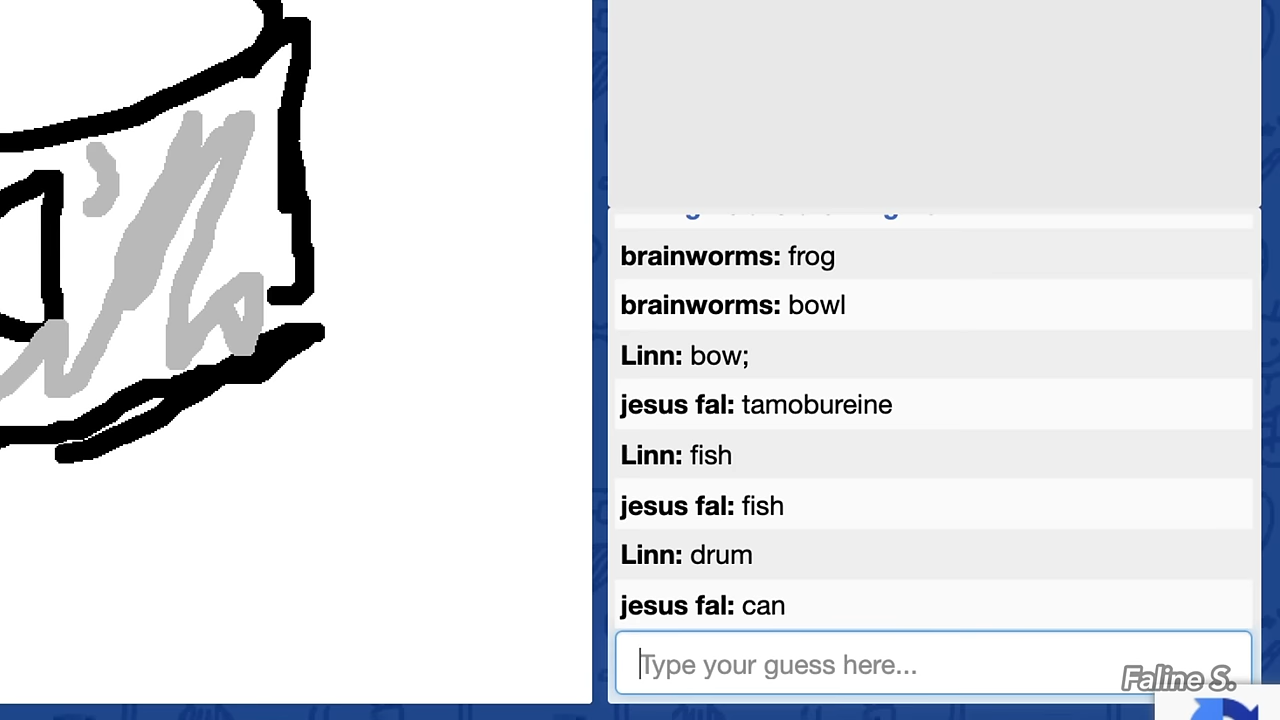 brainworms: frog
brainworms: bowl
Linn: bow;
jesus fal: tamobureine
Linn: fish
jesus fal: fish
Linn: drum
jesus fal: can
Type your guess here...
Faline S.